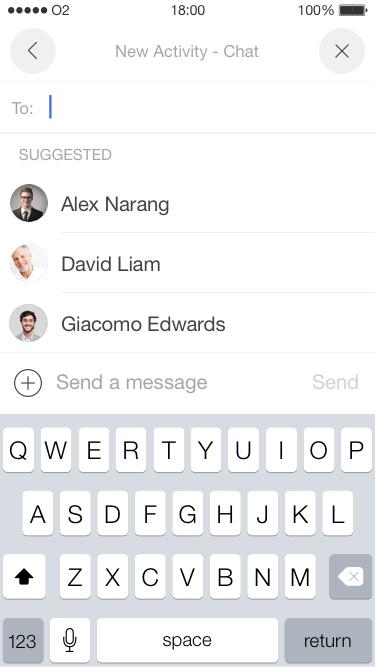 O2 18:00 100%
New Activity - Chat
To:
SUGGESTED
Alex Narang
David Liam
Giacomo Edwards
Send a message Send
Q W E R T Y U I O P
A S D F G H J K L
Z X C V B N M
123 space return